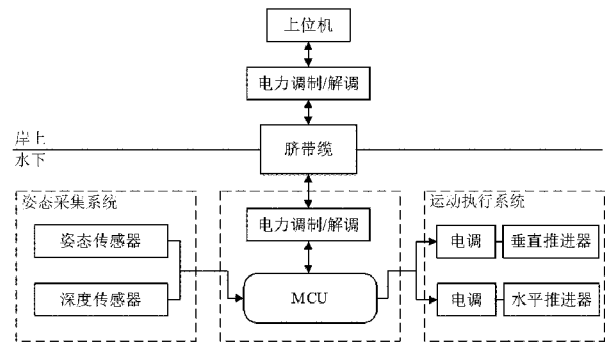 上位机
电力调制/解调
岸上
水下
脐带缆
姿态采集系统
运动执行系统
电力调制/解调
姿态传感器
电调
垂直推进器
深度传感器
MCU
电调
水平推进器